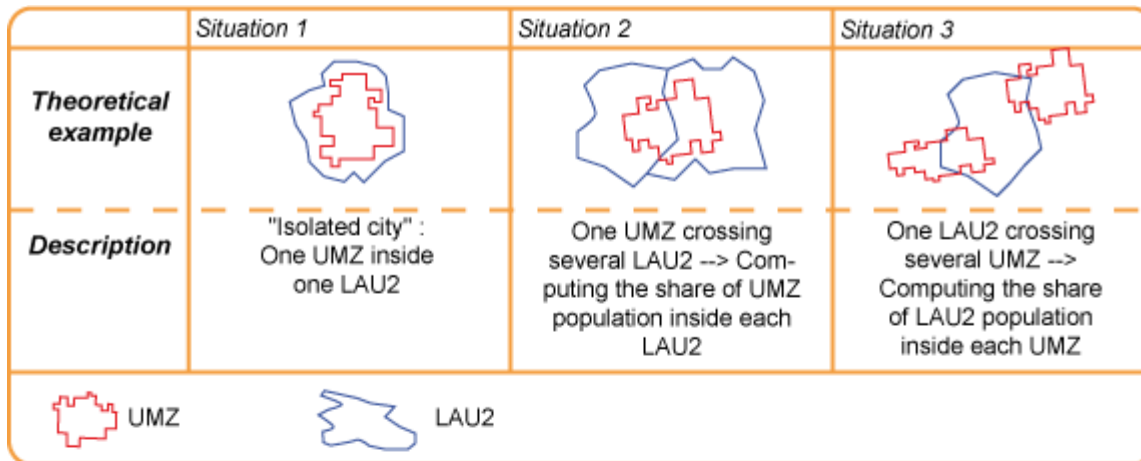 Situation 1
Situation 2
Situation 3
Theoretical
example
Description
"Isolated city" :
One UMZ inside
one LAU2
One UMZ crossing
several LAU2 --> Com-
puting the share of UMZ
population inside each
LAU2
One LAU2 crossing
several UMZ -->
Computing the share
of LAU2 population
inside each UMZ
UMZ
LAU2